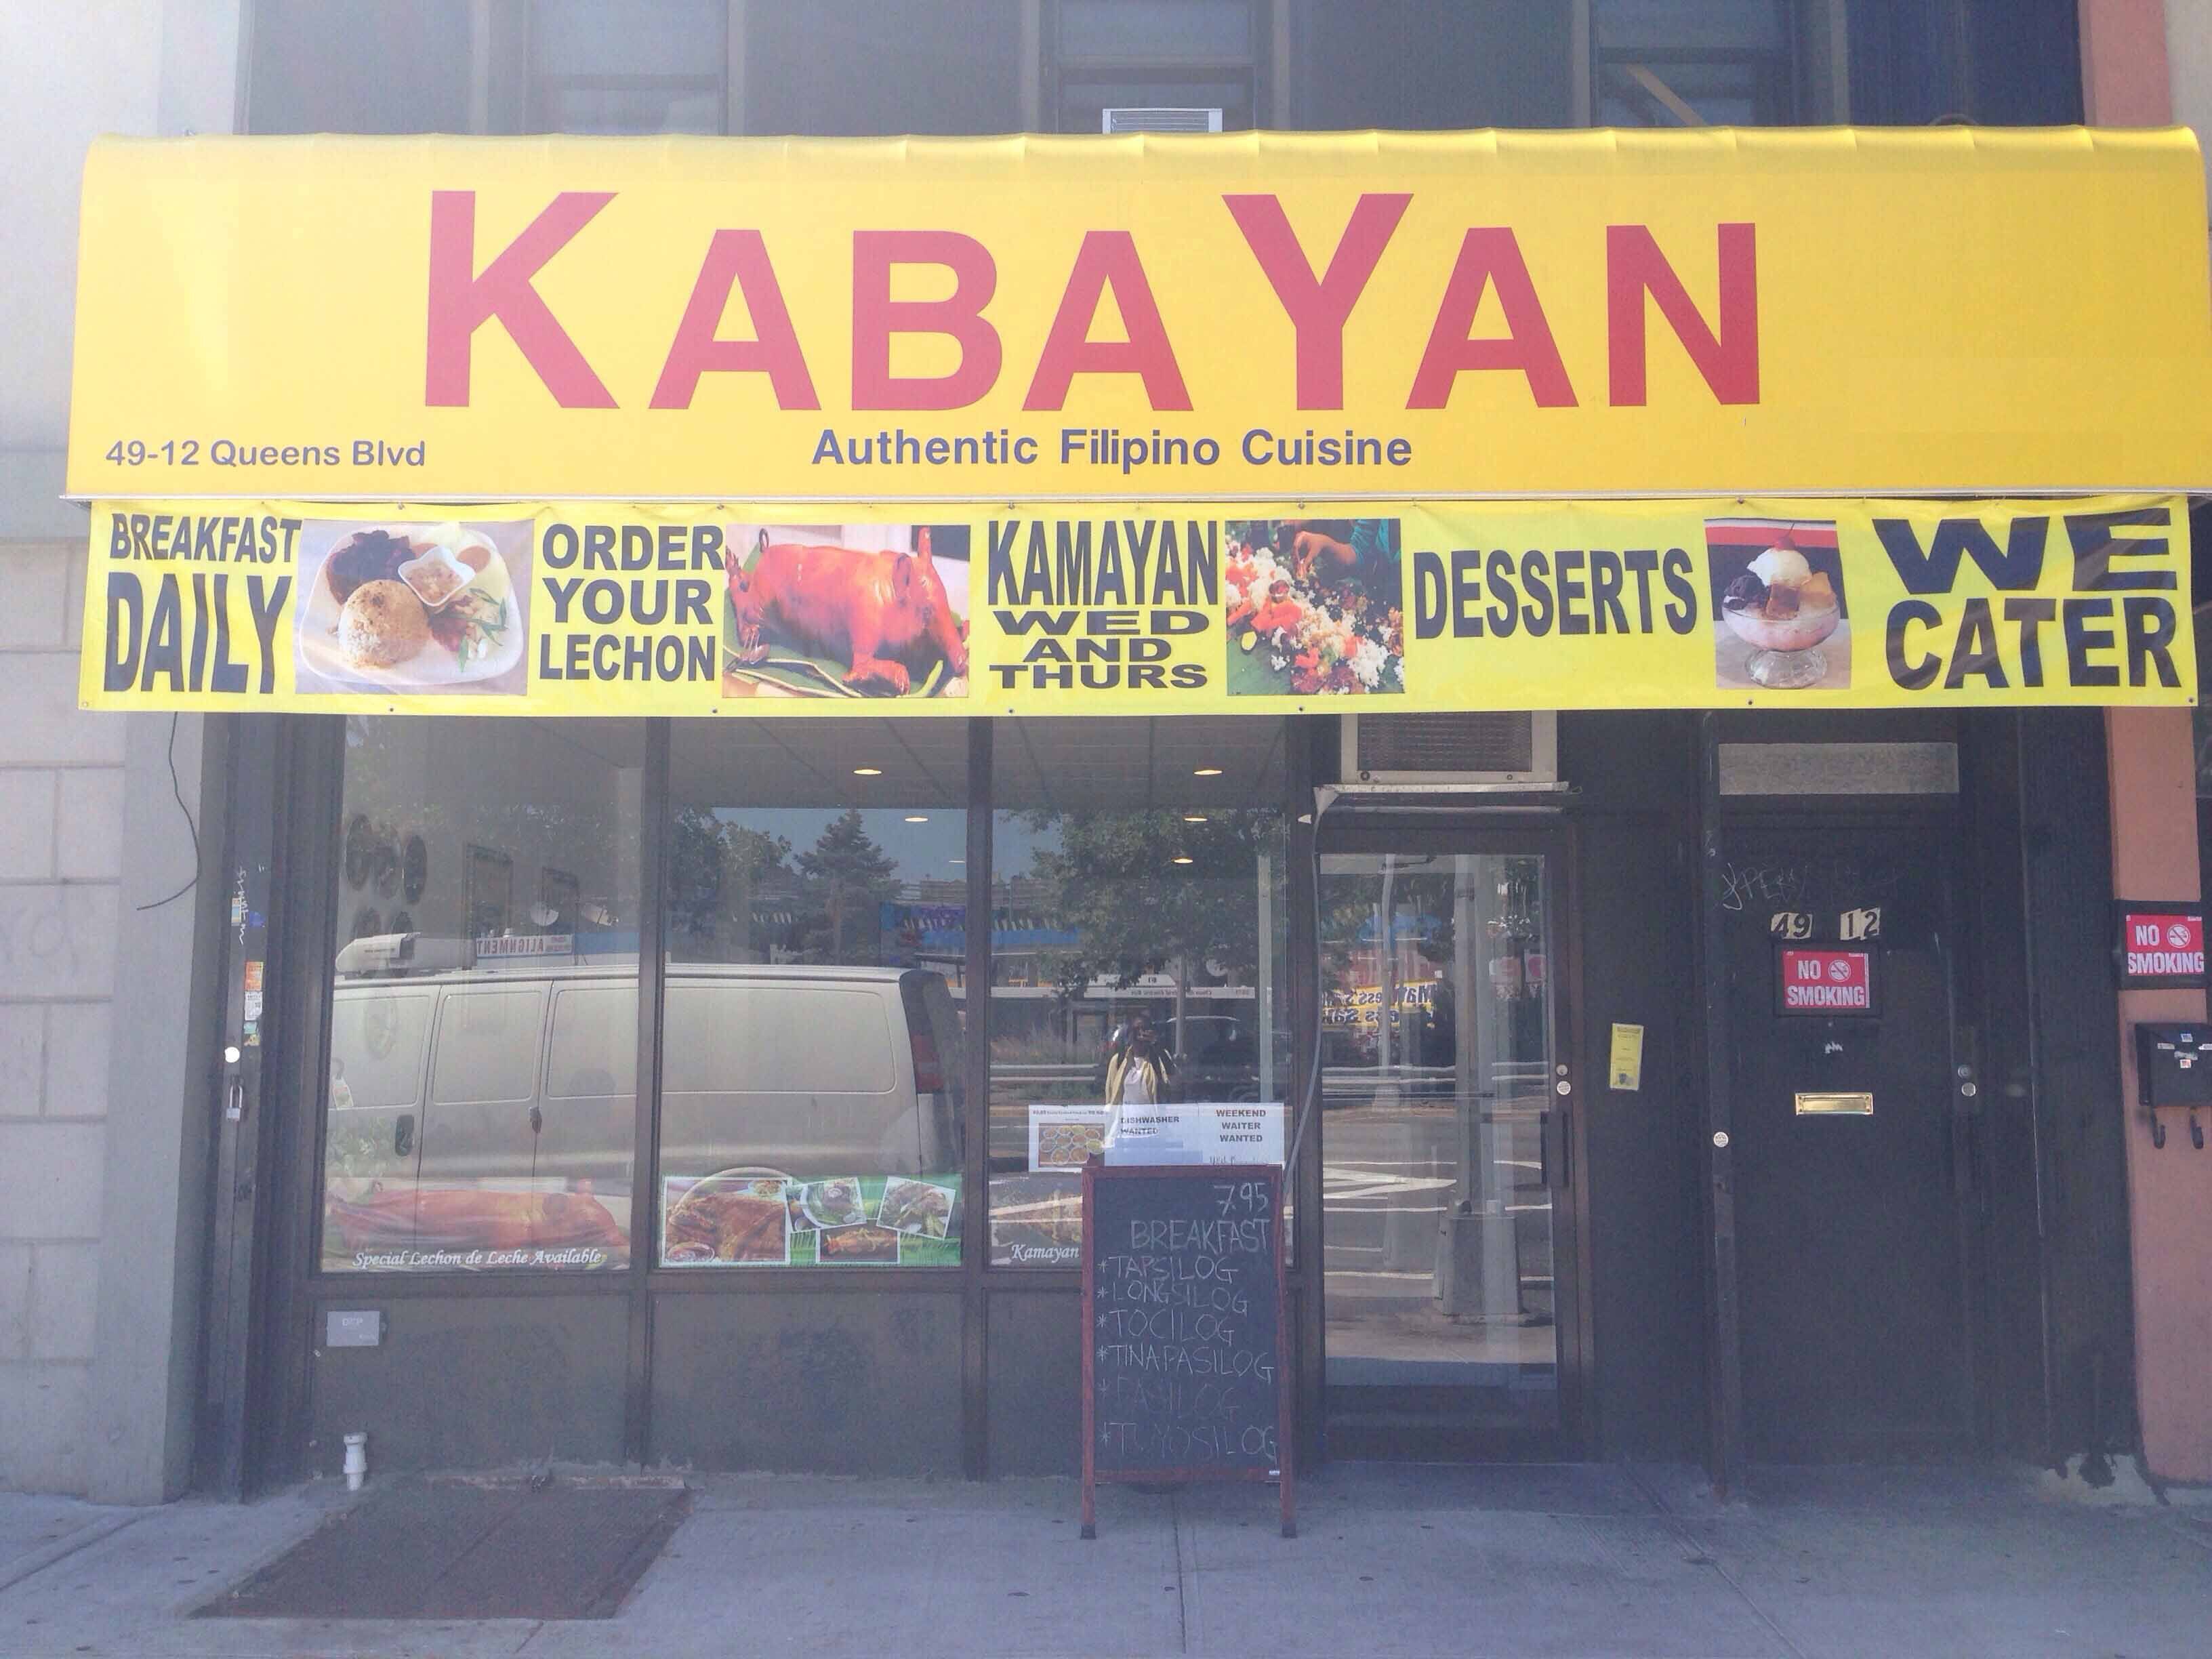 KABAYAN
Authentic Filipino Cuisine
49-12 Queens Blvd
BREAKFAST
DAILY
ORDER
YOUR
LECHON
KAMAYAN
WED
AND
THURS
DESSERTS
WE
CATER
ALIGNMENT
49 12
NO
SMOKING
NO
SMOKING
DISHWASHER
WANTED
WEEKEND
WAITER
WANTED
Special Lechon de Leche Available
Kamayan
7.95
BREAKFAST
*TAPSILOG
*LONGSILOG
*TOCILOG
*TINAPASILOG
*TUYOSILOG